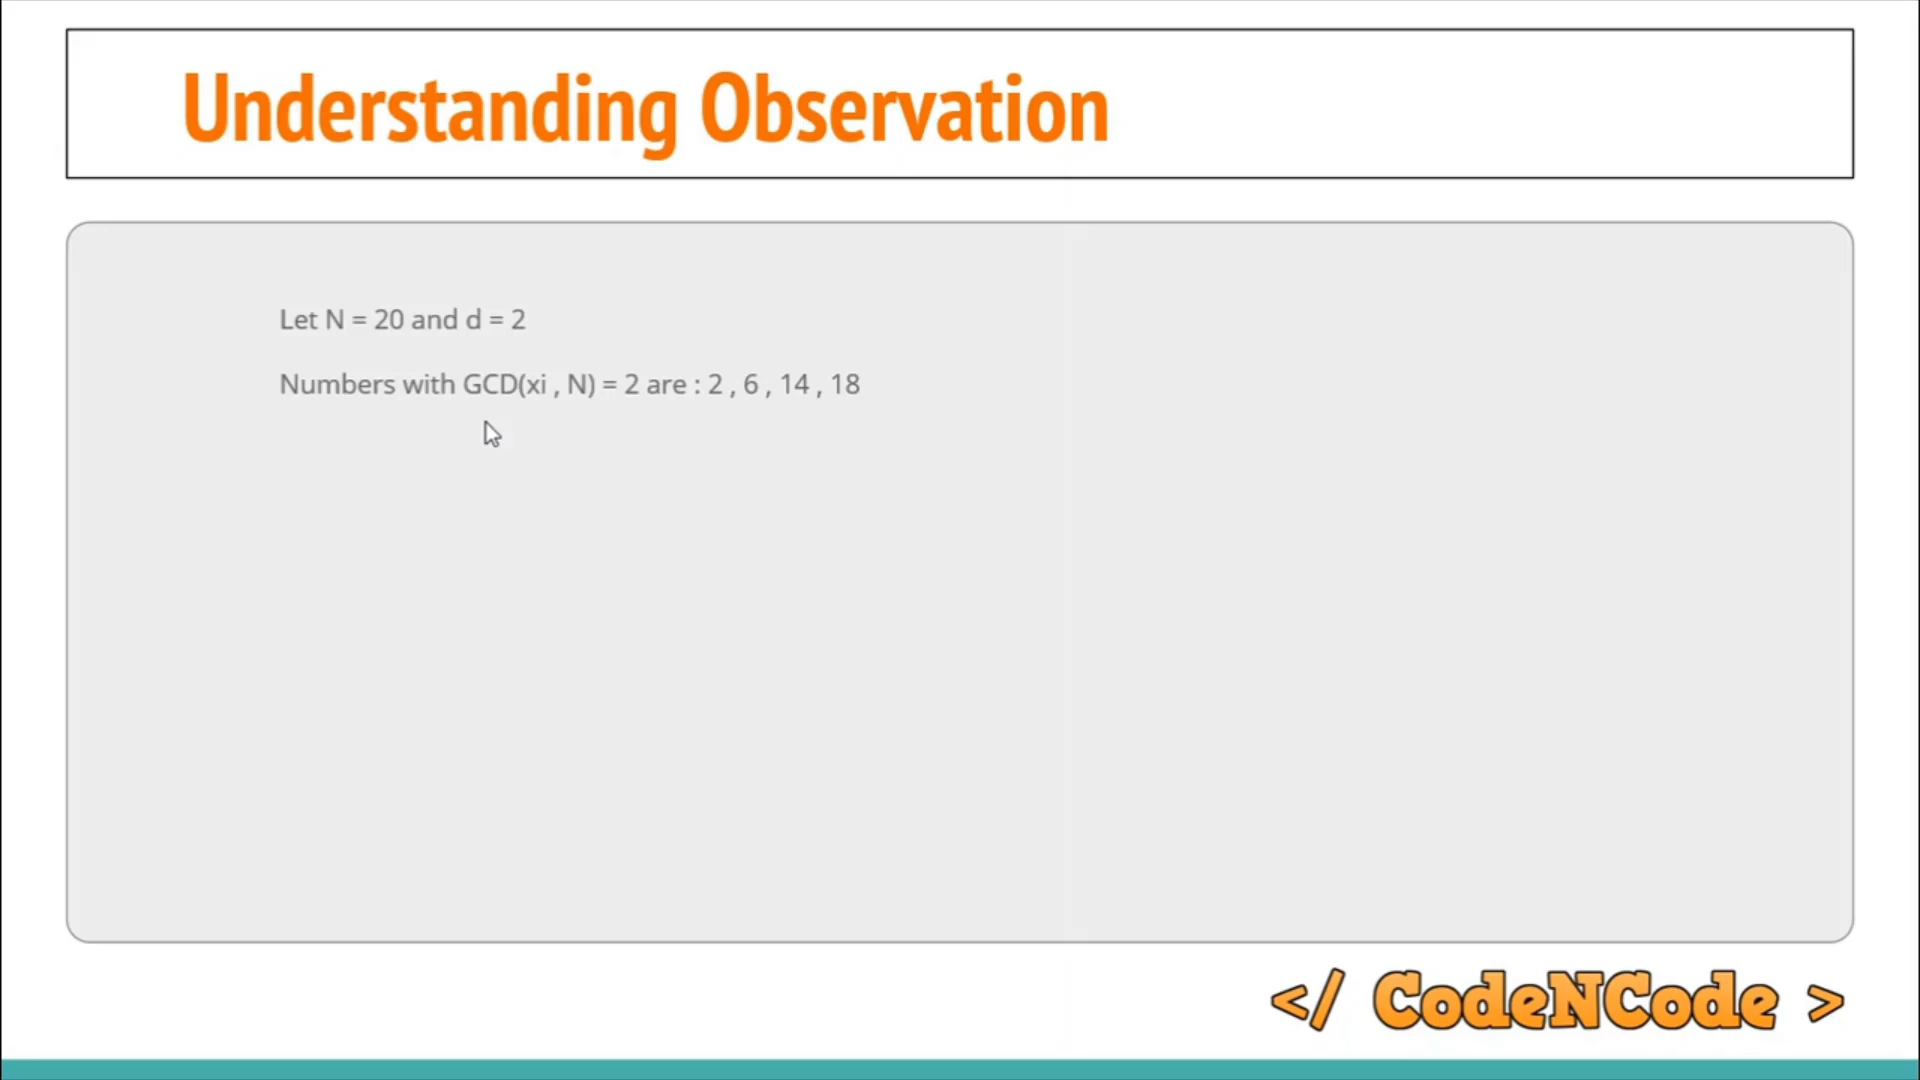 Understanding Observation
Let N = 20 and d = 2
Numbers with GCD(xi , N) = 2 are : 2 , 6 , 14 , 18
</ CodeNCode >